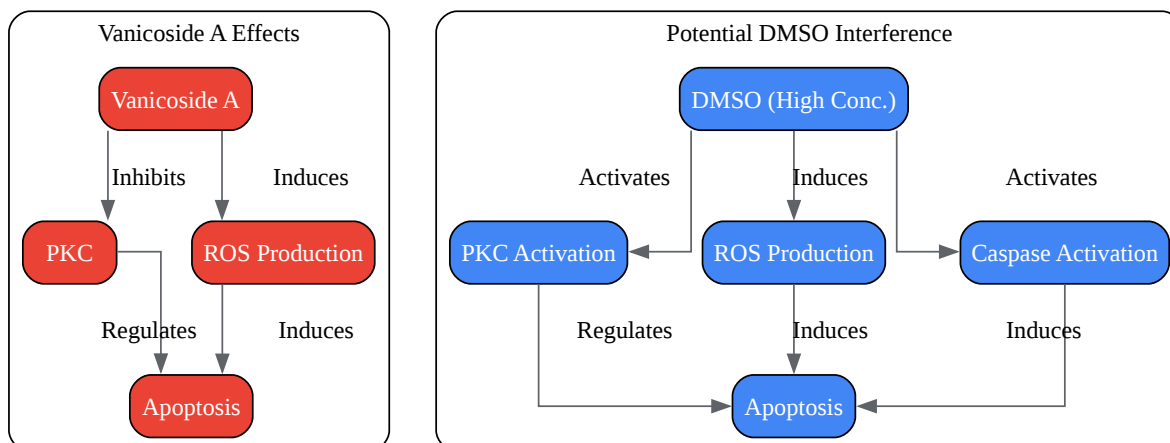 Vanicoside A Effects
Vanicoside A
Inhibits
Induces
PKC
ROS Production
Regulates
Induces
Apoptosis
Potential DMSO Interference
DMSO (High Conc.)
Activates
Induces
Activates
PKC Activation
ROS Production
Caspase Activation
Regulates
Induces
Induces
Apoptosis